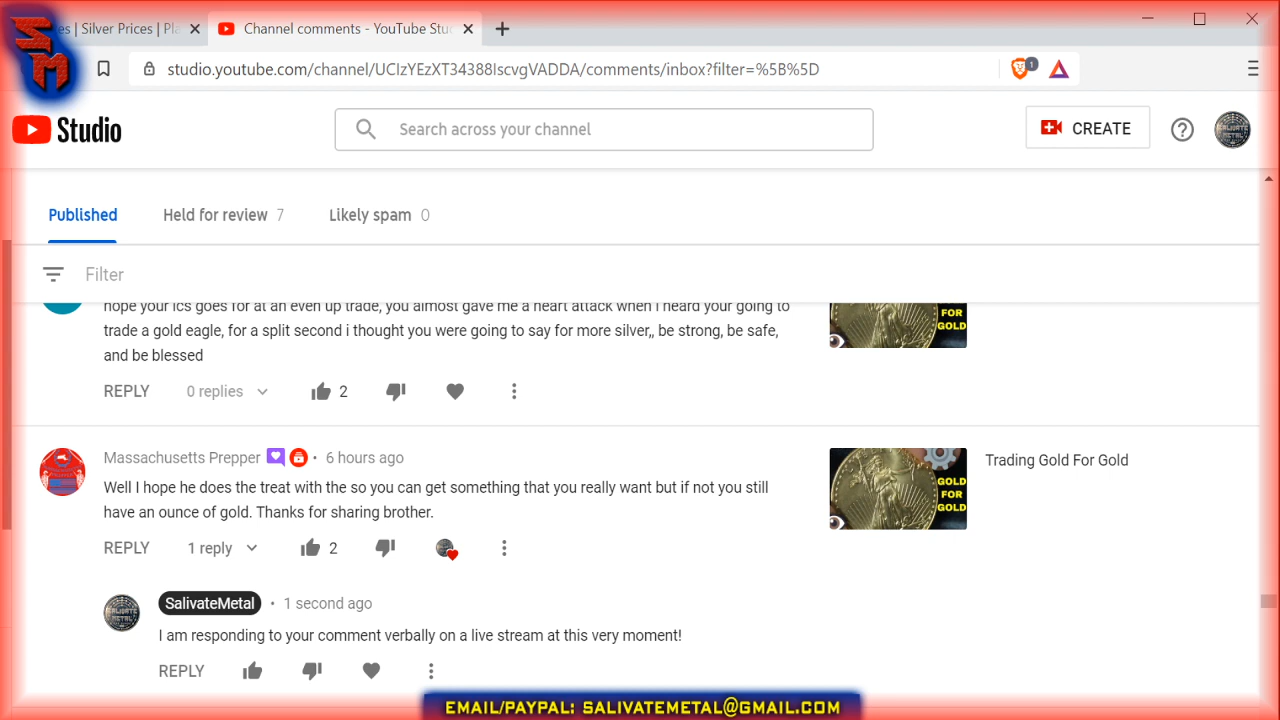 SM
es | Silver Prices | Pla
Channel comments - YouTube Stud
studio.youtube.com/channel/UCIzYEzXT34388IscvgVADDA/comments/inbox?filter=%5B%5D
1
Studio
Search across your channel
CREATE
Published
Held for review 7
Likely spam 0
Filter
hope your ics goes for at an even up trade, you almost gave me a heart attack when i heard your going to
trade a gold eagle, for a split second i thought you were going to say for more silver,, be strong, be safe,
and be blessed
FOR
GOLD
REPLY
0 replies
2
Massachusetts Prepper • 6 hours ago
Well I hope he does the treat with the so you can get something that you really want but if not you still
have an ounce of gold. Thanks for sharing brother.
GOLD
FOR
GOLD
Trading Gold For Gold
REPLY
1 reply
2
SalivateMetal • 1 second ago
I am responding to your comment verbally on a live stream at this very moment!
REPLY
EMAIL/PAYPAL: SALIVATEMETAL@GMAIL.COM